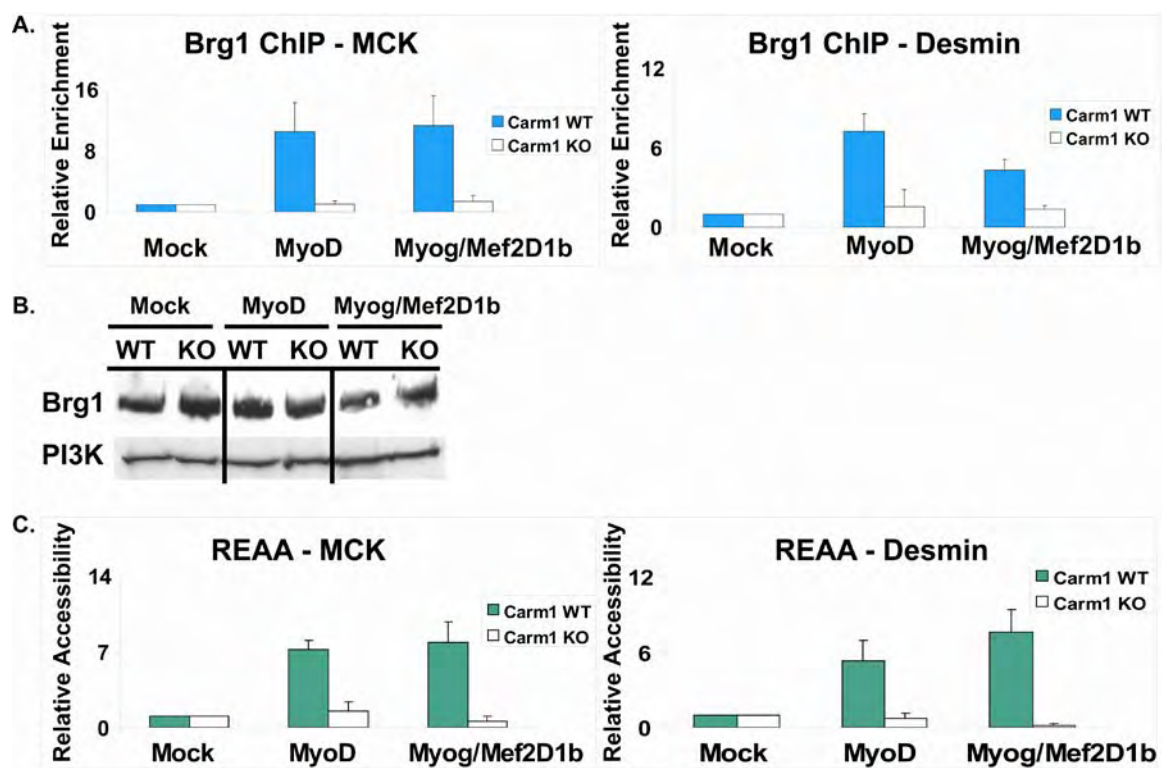 A.
Brg1 ChIP - MCK
Relative Enrichment
16
8
0
Carm1 WT
Carm1 KO
Mock MyoD Myog/Mef2D1b
Brg1 ChIP - Desmin
Relative Enrichment
12
6
0
Carm1 WT
Carm1 KO
Mock MyoD Myog/Mef2D1b
B.
Mock MyoD Myog/Mef2D1b
WT KO WT KO WT KO
Brg1
PI3K
C.
REAA - MCK
Relative Accessibility
14
7
0
Carm1 WT
Carm1 KO
Mock MyoD Myog/Mef2D1b
REAA - Desmin
Relative Accessibility
12
6
0
Carm1 WT
Carm1 KO
Mock MyoD Myog/Mef2D1b